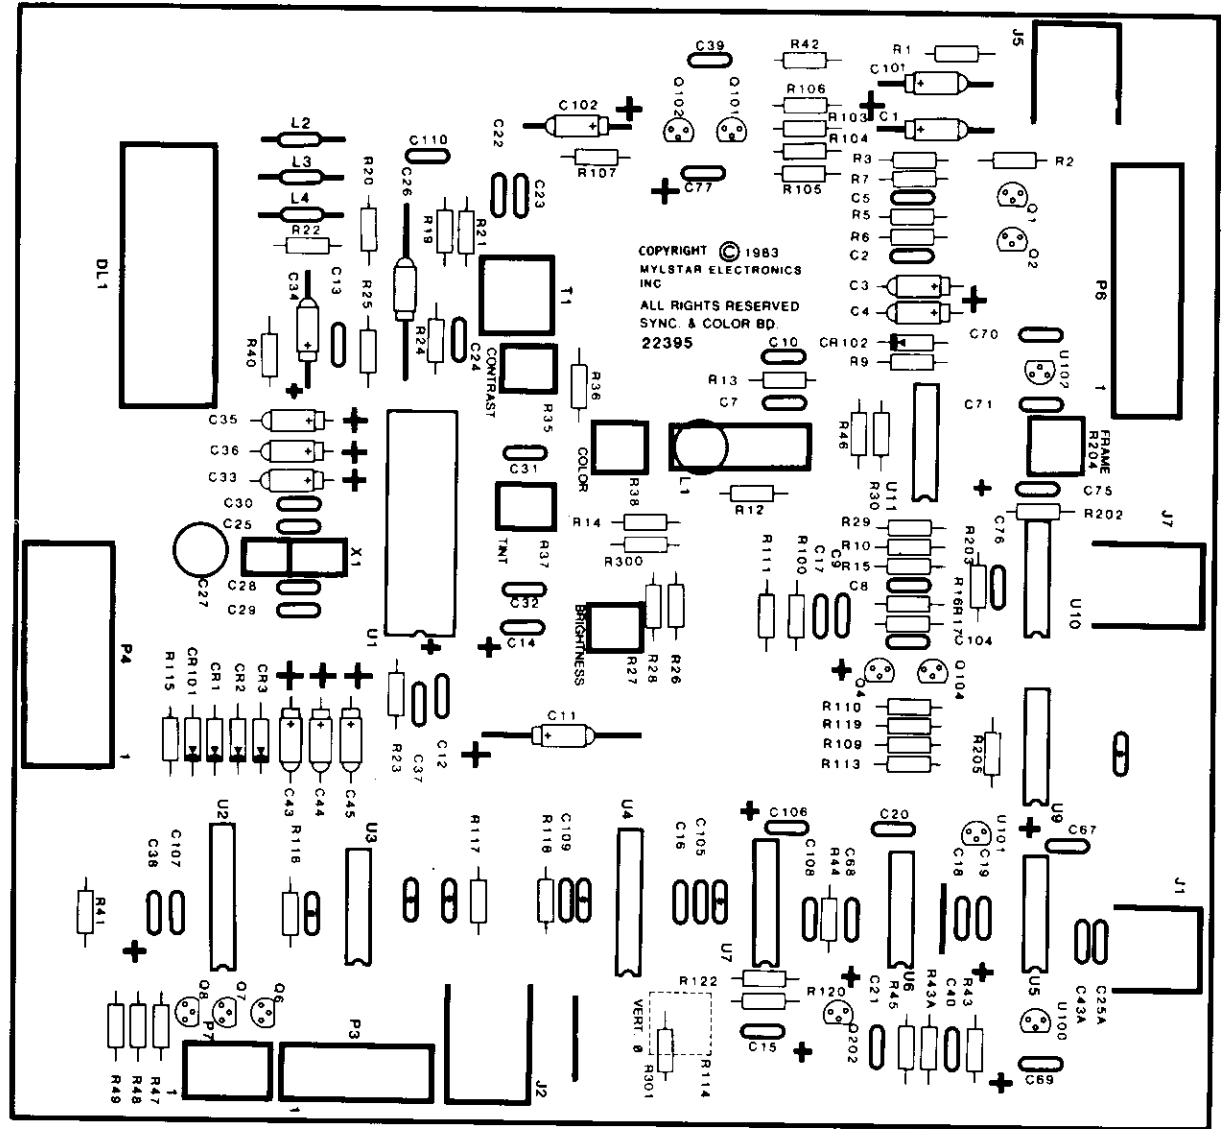 C39
R42
R1
J5
C101
Q102
Q101
R106
C102
C1
R103
R104
L2
C110
C22
R107
R105
C77
R3
R2
R7
L3
R20
C26
C23
C5
Q1
L4
R19
R21
R5
R22
R6
Q2
C2
COPYRIGHT © 1983
MYLSTAR ELECTRONICS
INC
ALL RIGHTS RESERVED
SYNC. & COLOR BD.
22395
DL1
C34
C13
R25
T1
C3
C4
P6
R40
R24
C24
CONTRAST
R35
R36
C10
CR102
C70
U102
R9
R13
C7
C71
1
C35
C36
C33
C31
COLOR
R38
L1
R46
R30
U11
FRAME
R204
C75
C30
C25
R14
R12
R29
R202
J7
X1
TINT
R37
R300
R10
R203
C76
C27
C28
C29
C32
R111
R100
C17
C9
R15
C8
R16
R17
U10
U1
C14
BRIGHTNESS
R27
R28
R26
C104
P4
R115
CR101
CR1
CR2
CR3
Q4
Q104
C11
R110
R119
R109
R113
R205
1
C43
C44
C45
R23
C37
C12
U2
U3
U4
C106
C20
U101
U9
C67
C38
C107
R116
R117
R118
C109
C16
C105
C108
R44
C68
C18
C19
J1
R41
U7
R122
R120
U6
U5
Q8
Q7
Q6
VERT. θ
C21
R45
R43A
C40
R43
U100
C43A
C25A
P7
P3
C15
Q202
R49
R48
R47
1
1
J2
R301
R114
C69